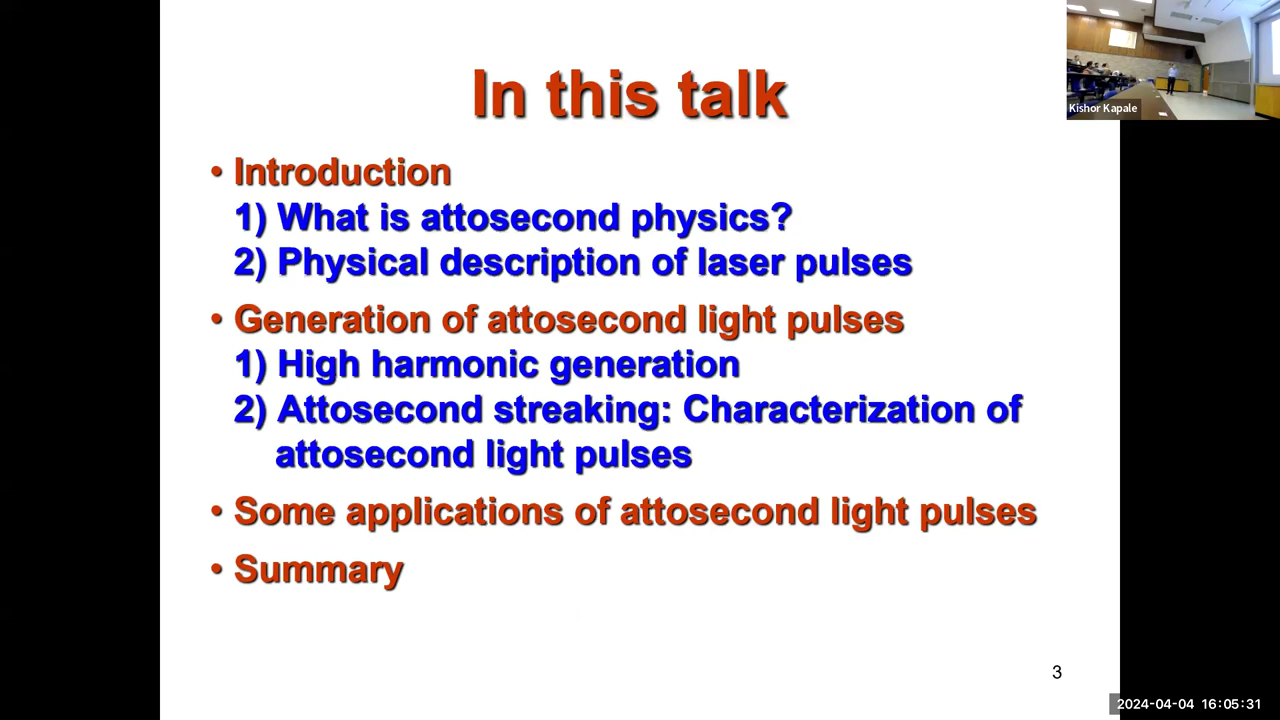 In this talk
Kishor Kapale
• Introduction
1) What is attosecond physics?
2) Physical description of laser pulses
• Generation of attosecond light pulses
1) High harmonic generation
2) Attosecond streaking: Characterization of
attosecond light pulses
• Some applications of attosecond light pulses
• Summary
3
2024-04-04 16:05:31